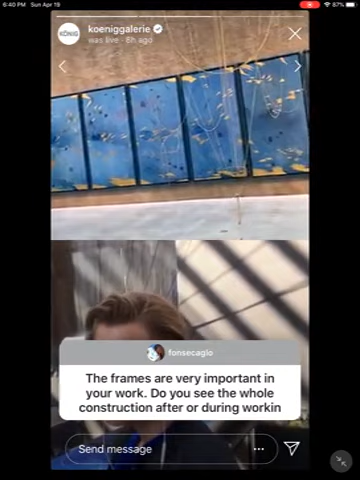 6:40 PM Sun Apr 19
87%
KÖNIG
koeniggalerie
was live · 6h ago
fonsecaglo
The frames are very important in
your work. Do you see the whole
construction after or during workin
Send message